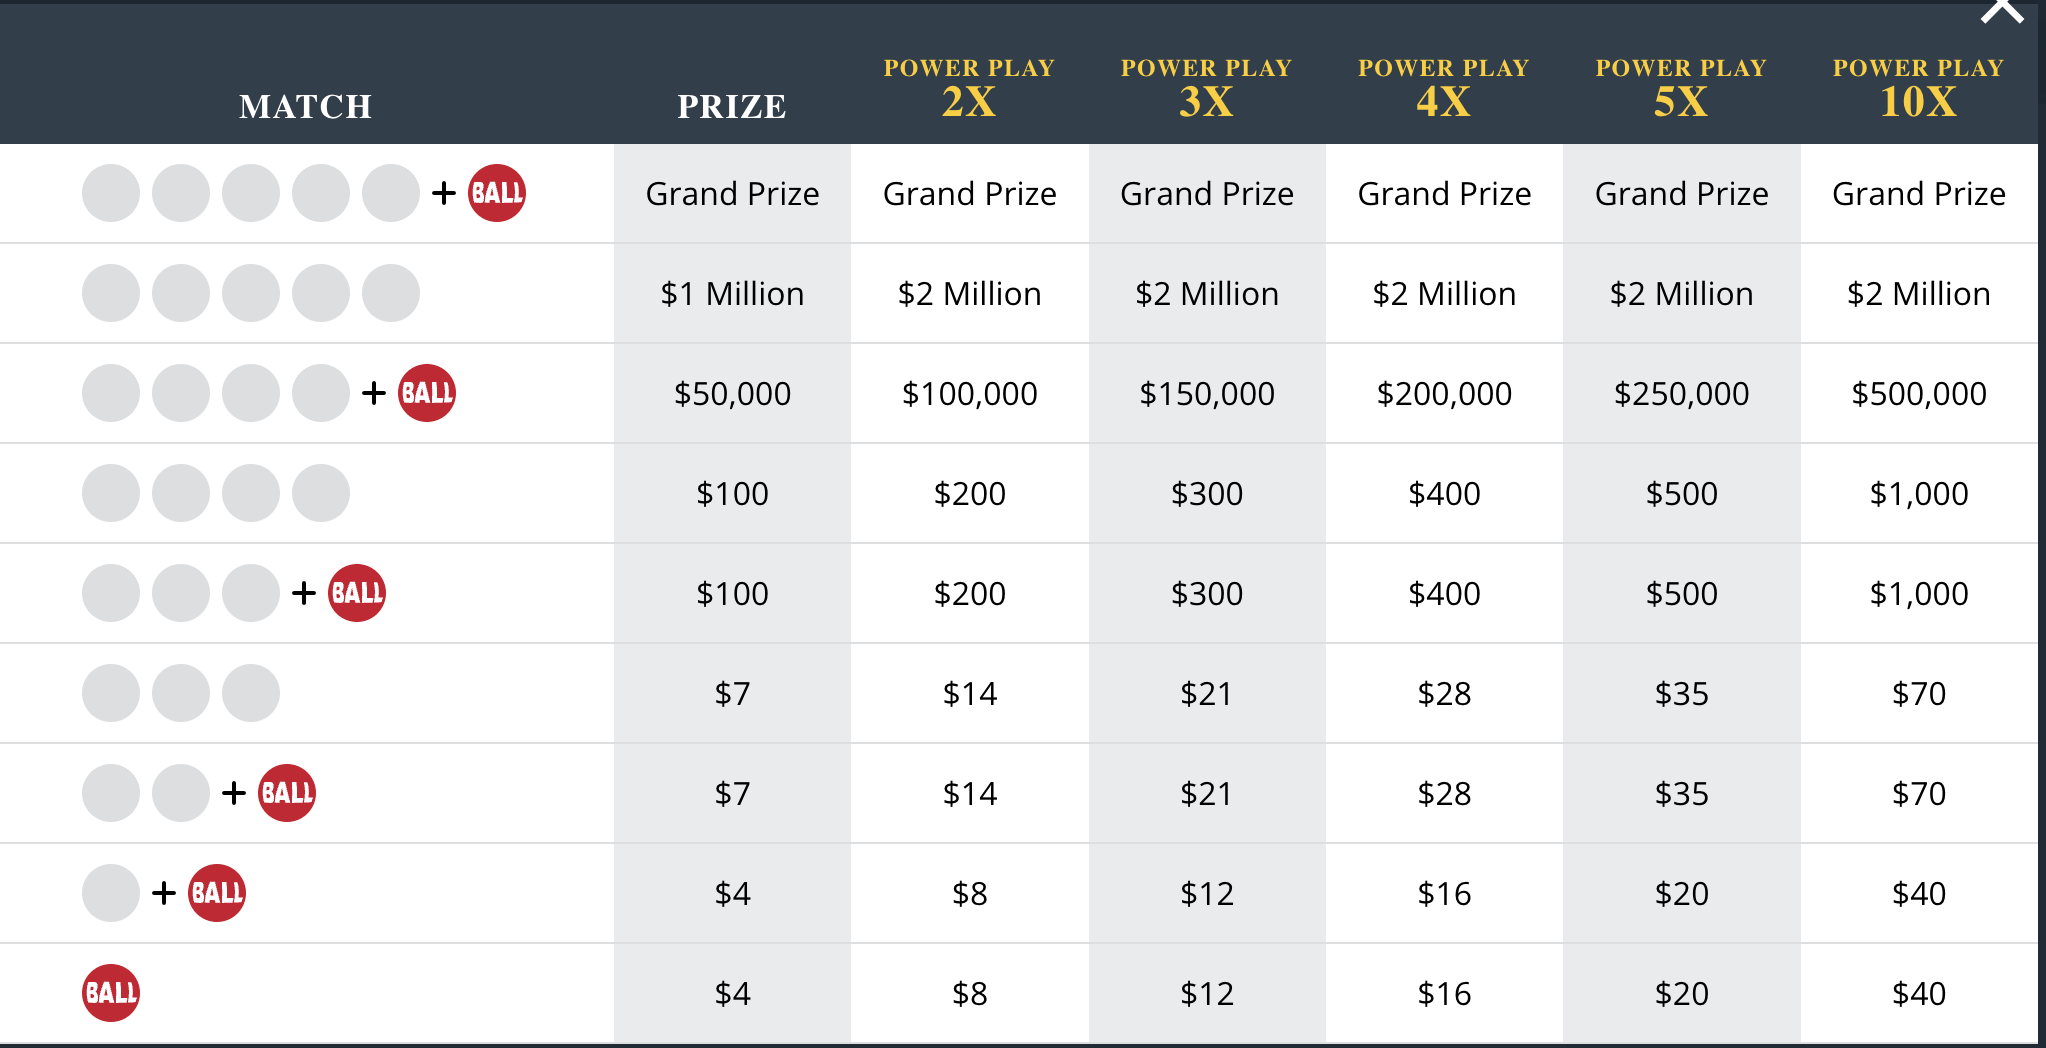 MATCH PRIZE POWER PLAY 2X POWER PLAY 3X POWER PLAY 4X POWER PLAY 5X POWER PLAY 10X
+ BALL Grand Prize Grand Prize Grand Prize Grand Prize Grand Prize Grand Prize
$1 Million $2 Million $2 Million $2 Million $2 Million $2 Million
+ BALL $50,000 $100,000 $150,000 $200,000 $250,000 $500,000
$100 $200 $300 $400 $500 $1,000
+ BALL $100 $200 $300 $400 $500 $1,000
$7 $14 $21 $28 $35 $70
+ BALL $7 $14 $21 $28 $35 $70
+ BALL $4 $8 $12 $16 $20 $40
BALL $4 $8 $12 $16 $20 $40